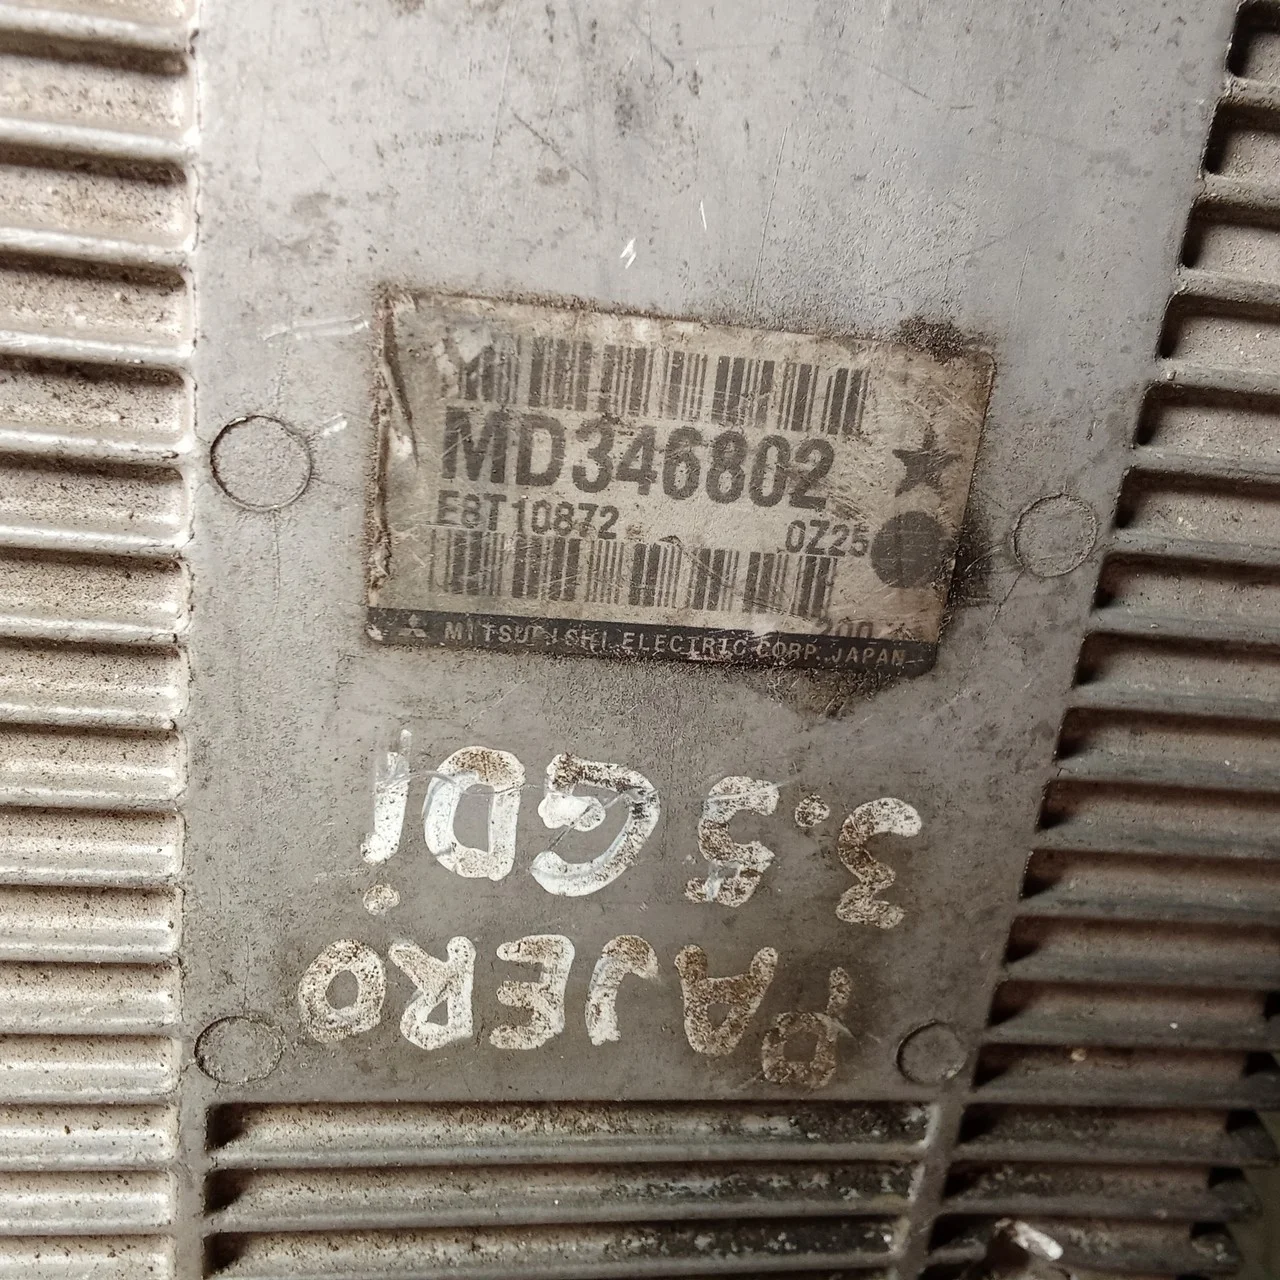 MD346802
E8T10872 0Z25
MITSUBISHI ELECTRIC CORP. JAPAN
PAJERO
3.5 GDi